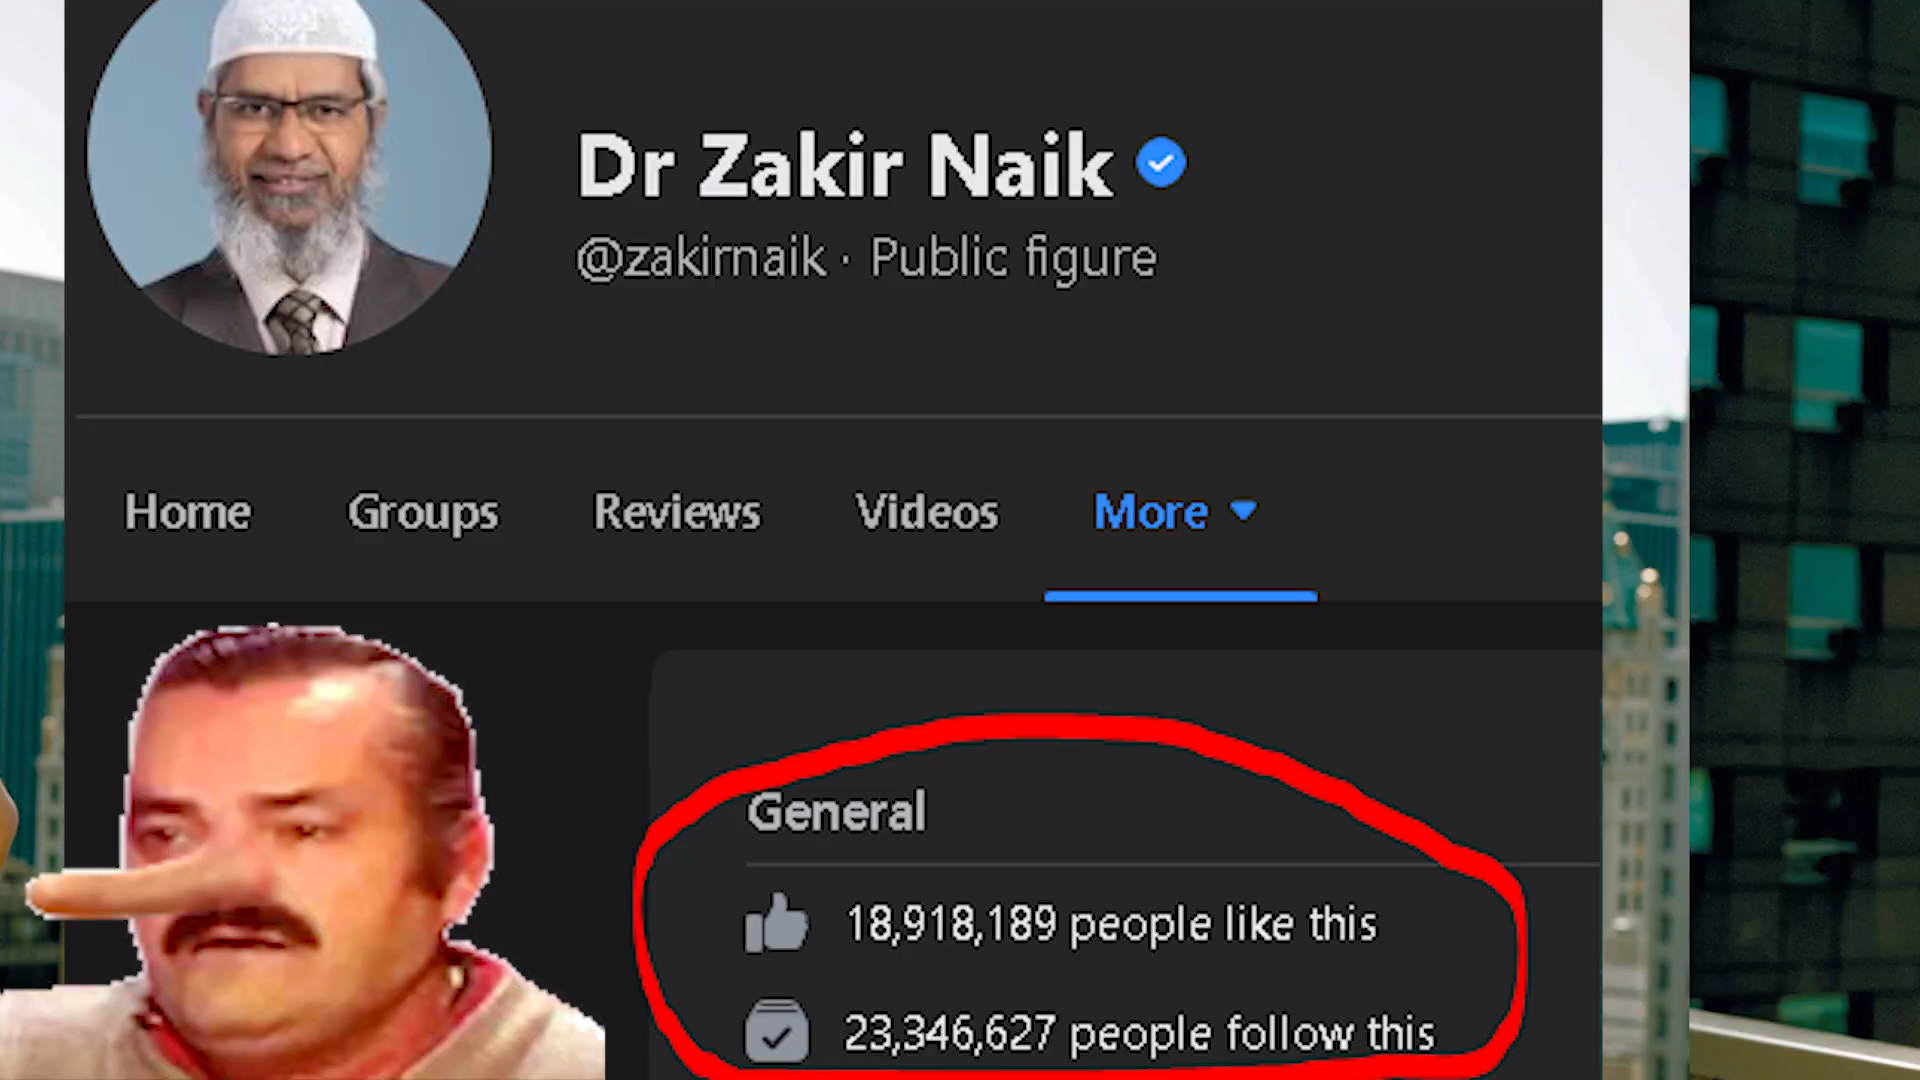 Dr Zakir Naik
@zakirnaik · Public figure
Home Groups Reviews Videos More
General
18,918,189 people like this
23,346,627 people follow this